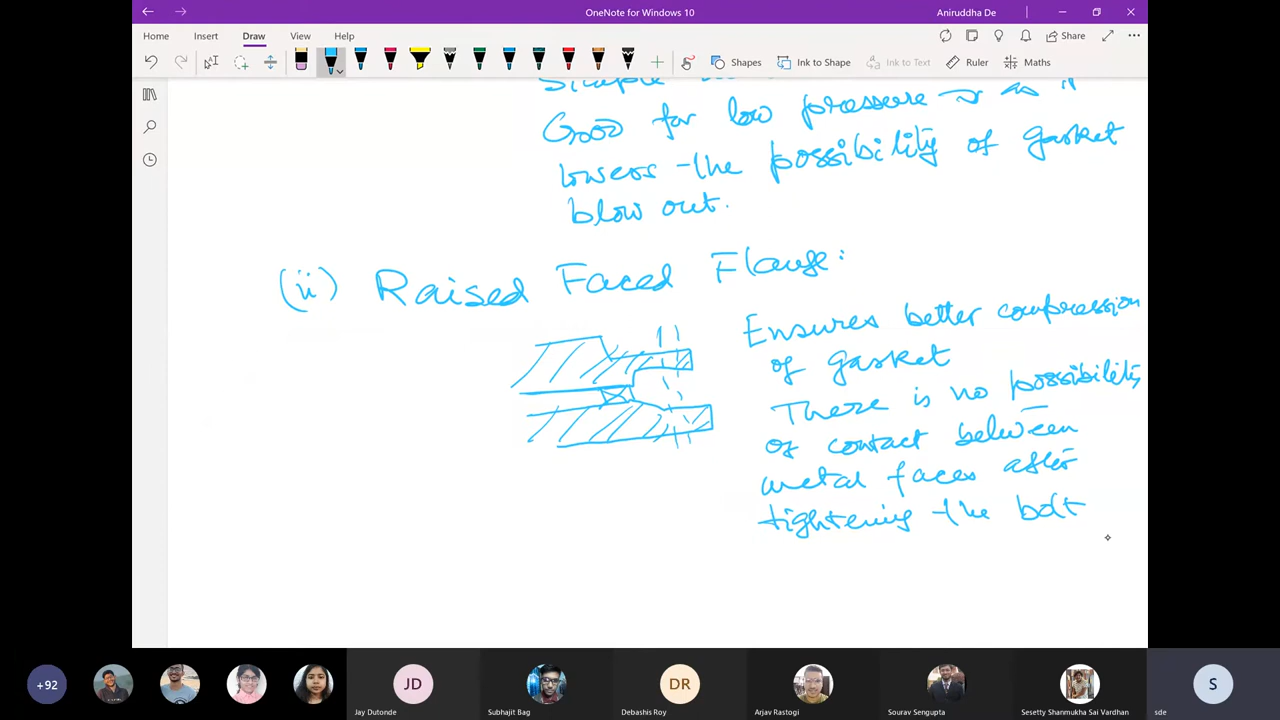 OneNote for Windows 10
Aniruddha De
Home Insert Draw View Help
Share
Shapes Ink to Shape Ink to Text Ruler Maths
Simple
Good for low pressure as it
lowers the possibility of gasket
blow out.
(ii) Raised Faced Flange:
Ensures better compression
of gasket
There is no possibility
of contact between
metal faces after
tightening the bolt
+92
JD
DR
S
Jay Dutonde
Subhajit Bag
Debashis Roy
Arjav Rastogi
Sourav Sengupta
Sesetty Shanmukha Sai Vardhan
sde